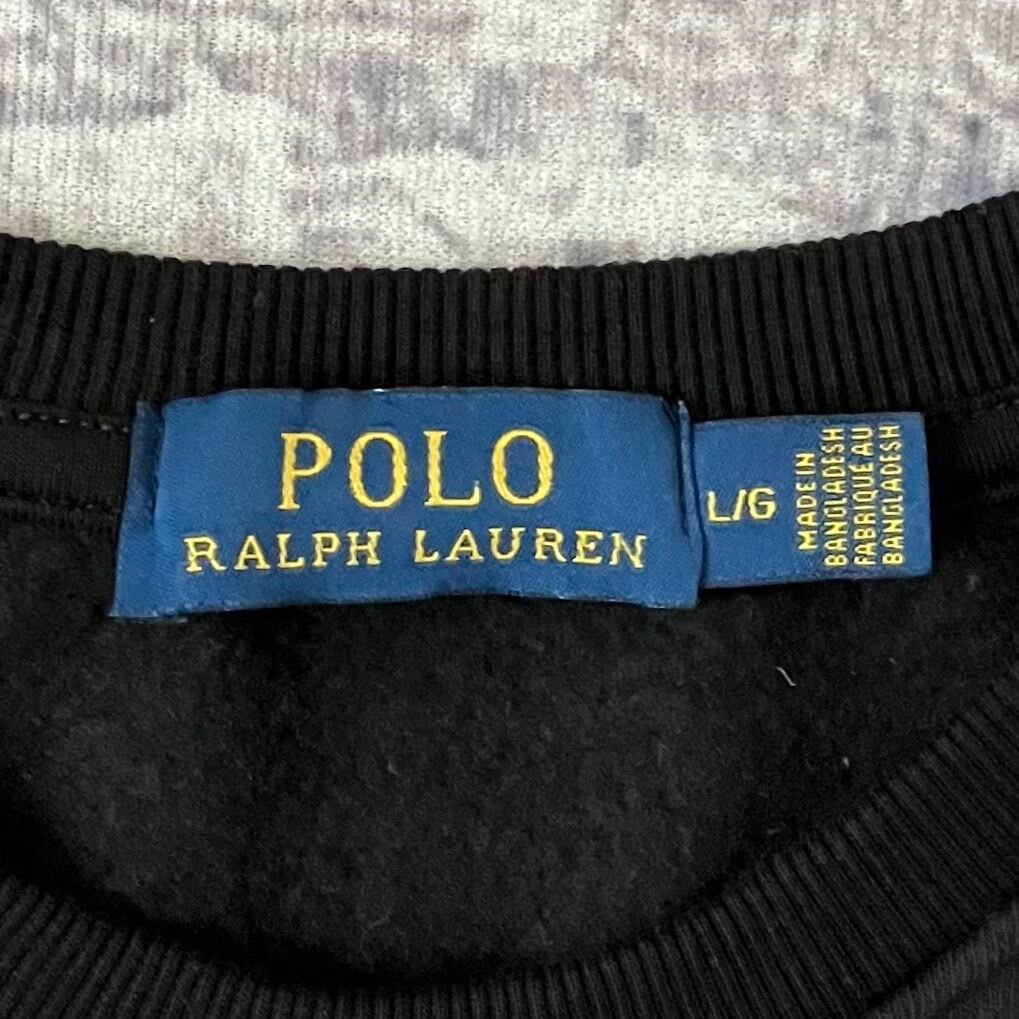 POLO
RALPH LAUREN
L/G
MADE IN
BANGLADESH
FABRIQUÉ AU
BANGLADESH